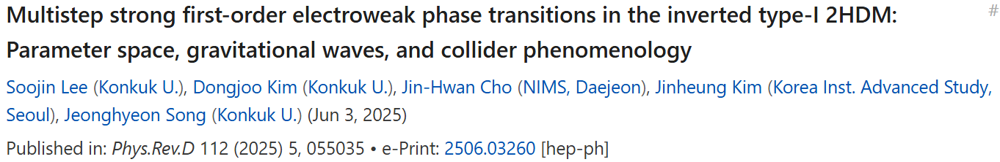 Multistep strong first-order electroweak phase transitions in the inverted type-I 2HDM: #
Parameter space, gravitational waves, and collider phenomenology
Soojin Lee (Konkuk U.), Dongjoo Kim (Konkuk U.), Jin-Hwan Cho (NIMS, Daejeon), Jinheung Kim (Korea Inst. Advanced Study,
Seoul), Jeonghyeon Song (Konkuk U.) (Jun 3, 2025)
Published in: Phys.Rev.D 112 (2025) 5, 055035 • e-Print: 2506.03260 [hep-ph]